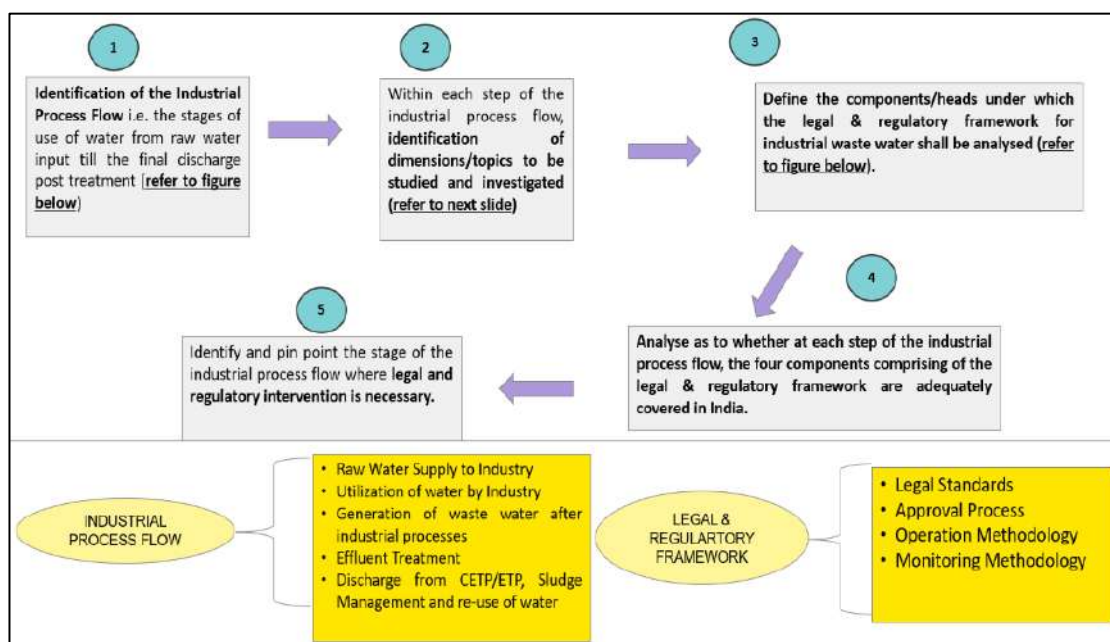 1
Identification of the Industrial
Process Flow i.e. the stages of
use of water from raw water
input till the final discharge
post treatment [refer to figure
below)
2
Within each step of the
industrial process flow,
identification of
dimensions/topics to be
studied and investigated
(refer to next slide)
3
Define the components/heads under which
the legal & regulatory framework for
industrial waste water shall be analysed (refer
to figure below).
4
Analyse as to whether at each step of the industrial
process flow, the four components comprising of the
legal & regulatory framework are adequately
covered in India.
5
Identify and pin point the stage of the
industrial process flow where legal and
regulatory intervention is necessary.
INDUSTRIAL
PROCESS FLOW
• Raw Water Supply to Industry
• Utilization of water by Industry
• Generation of waste water after
industrial processes
• Effluent Treatment
• Discharge from CETP/ETP, Sludge
Management and re-use of water
LEGAL &
REGULARTORY
FRAMEWORK
• Legal Standards
• Approval Process
• Operation Methodology
• Monitoring Methodology